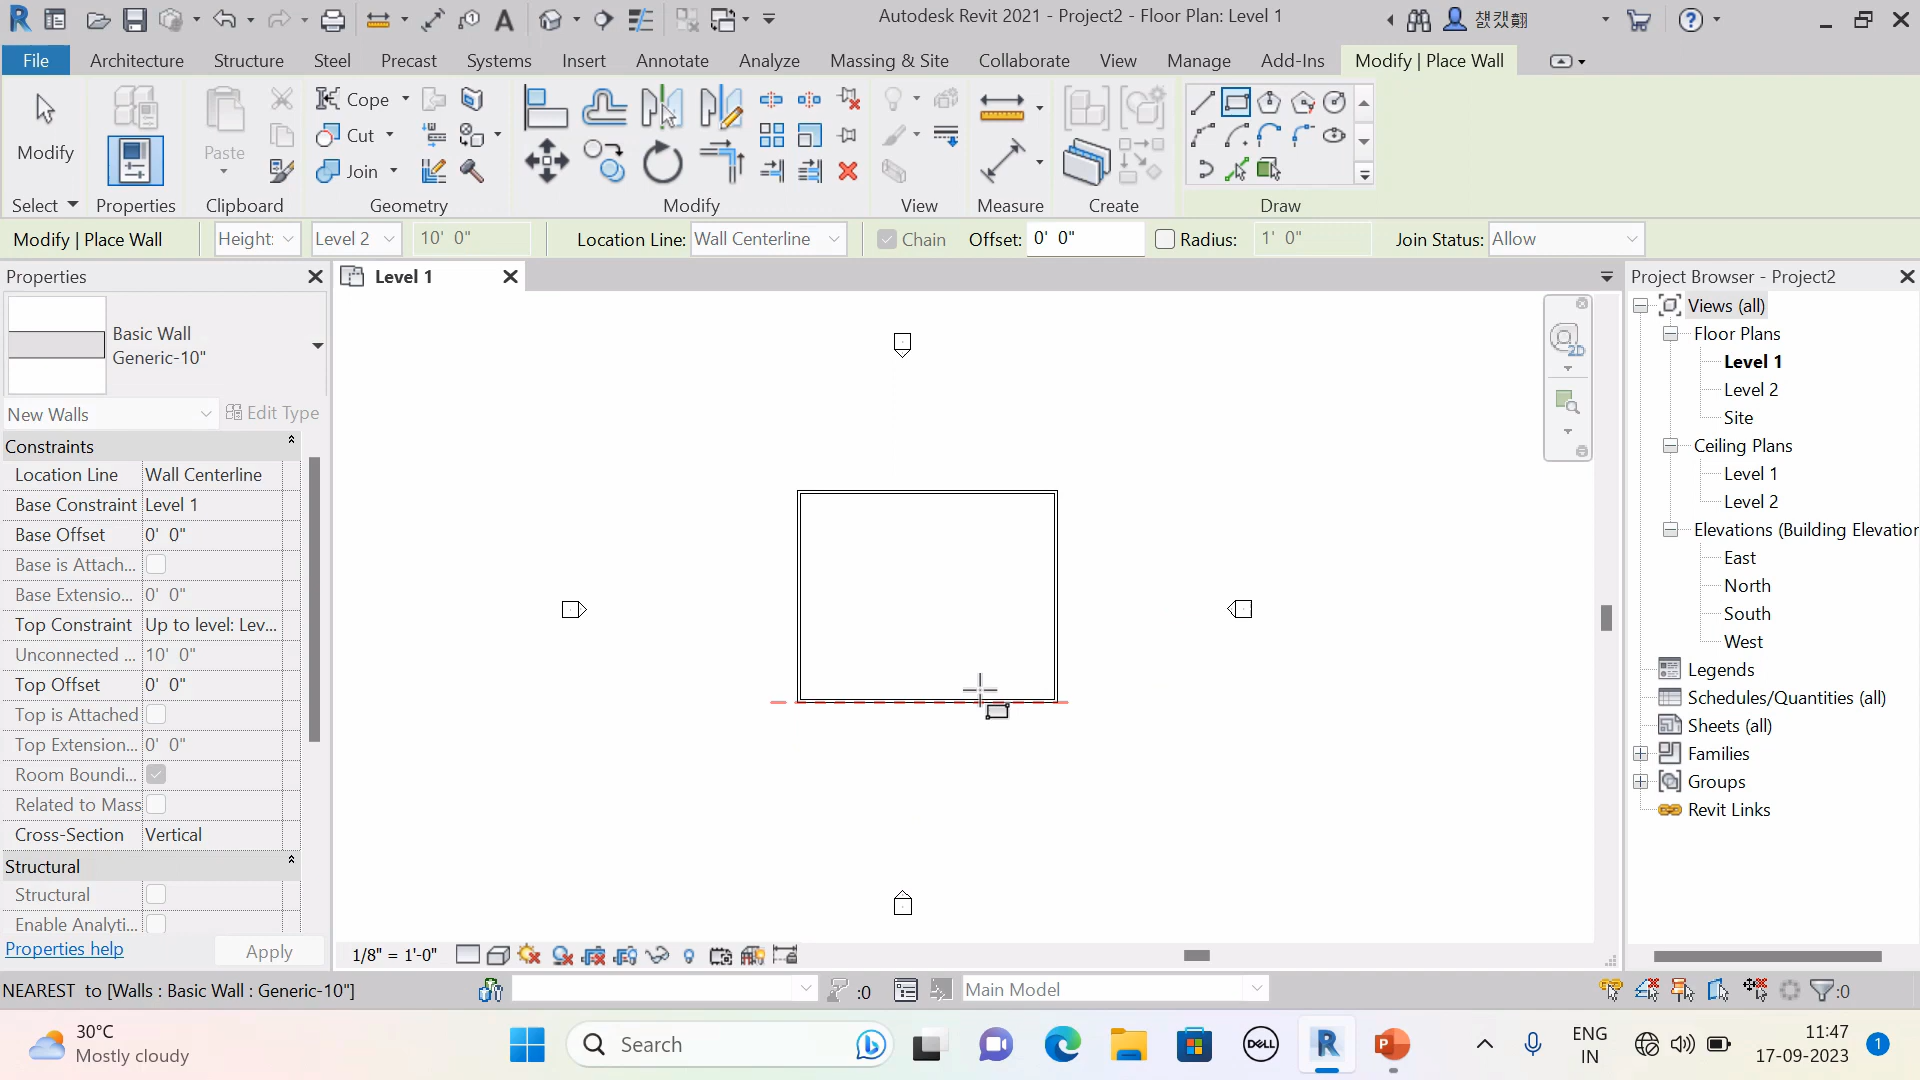 Autodesk Revit 2021 - Project2 - Floor Plan: Level 1
File Architecture Structure Steel Precast Systems Insert Annotate Analyze Massing & Site Collaborate View Manage Add-Ins Modify | Place Wall
Modify Paste Cope Cut Join
Select Properties Clipboard Geometry Modify View Measure Create Draw
Modify | Place Wall Height: Level 2 10' 0" Location Line: Wall Centerline Chain Offset: 0' 0" Radius: 1' 0" Join Status: Allow
Properties
Basic Wall
Generic-10"
New Walls Edit Type
Constraints
Location Line Wall Centerline
Base Constraint Level 1
Base Offset 0' 0"
Base is Attach...
Base Extensio... 0' 0"
Top Constraint Up to level: Lev...
Unconnected ... 10' 0"
Top Offset 0' 0"
Top is Attached
Top Extension... 0' 0"
Room Boundi...
Related to Mass
Cross-Section Vertical
Structural
Structural
Enable Analyti...
Properties help Apply
Level 1
2D
1/8" = 1'-0"
Project Browser - Project2
Views (all)
Floor Plans
Level 1
Level 2
Site
Ceiling Plans
Level 1
Level 2
Elevations (Building Elevation
East
North
South
West
Legends
Schedules/Quantities (all)
Sheets (all)
Families
Groups
Revit Links
NEAREST to [Walls : Basic Wall : Generic-10"] :0 Main Model :0
30°C
Mostly cloudy
Search
DELL
ENG
IN
11:47
17-09-2023
1